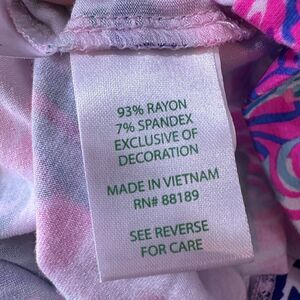 93% RAYON
7% SPANDEX
EXCLUSIVE OF
DECORATION
MADE IN VIETNAM
RN# 88189
SEE REVERSE
FOR CARE